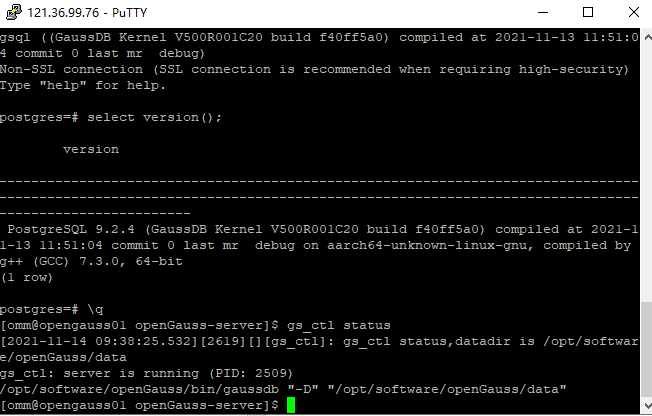 121.36.99.76 - PuTTY
gsql ((GaussDB Kernel V500R001C20 build f40ff5a0) compiled at 2021-11-13 11:51:0
4 commit 0 last mr  debug)
Non-SSL connection (SSL connection is recommended when requiring high-security)
Type "help" for help.
postgres=# select version();
version
--------------------------------------------------------------------------------
--------------------------------------------------------------------------------
------------------------
PostgreSQL 9.2.4 (GaussDB Kernel V500R001C20 build f40ff5a0) compiled at 2021-1
1-13 11:51:04 commit 0 last mr  debug on aarch64-unknown-linux-gnu, compiled by
g++ (GCC) 7.3.0, 64-bit
(1 row)
postgres=# \q
[omm@opengauss01 openGauss-server]$ gs_ctl status
[2021-11-14 09:38:25.532][2619][][gs_ctl]: gs_ctl status,datadir is /opt/softwar
e/openGauss/data
gs_ctl: server is running (PID: 2509)
/opt/software/openGauss/bin/gaussdb "-D" "/opt/software/openGauss/data"
[omm@opengauss01 openGauss-server]$